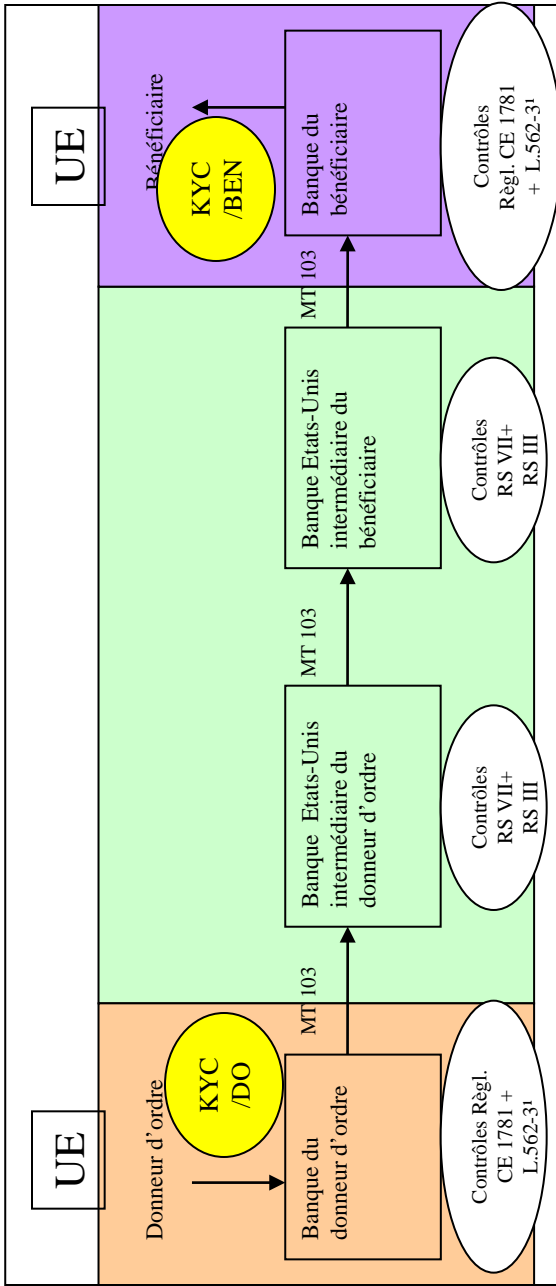 UE
UE
Donneur d'ordre
KYC
/DO
Banque du
donneur d'ordre
Contrôles Règl.
CE 1781 +
L.562-3¹
MT 103
Banque Etats-Unis
intermédiaire du
donneur d'ordre
Contrôles
RS VII+
RS III
MT 103
Banque Etats-Unis
intermédiaire du
bénéficiaire
Contrôles
RS VII+
RS III
MT 103
Bénéficiaire
KYC
/BEN
Banque du
bénéficiaire
Contrôles
Règl. CE 1781
+ L.562-3¹